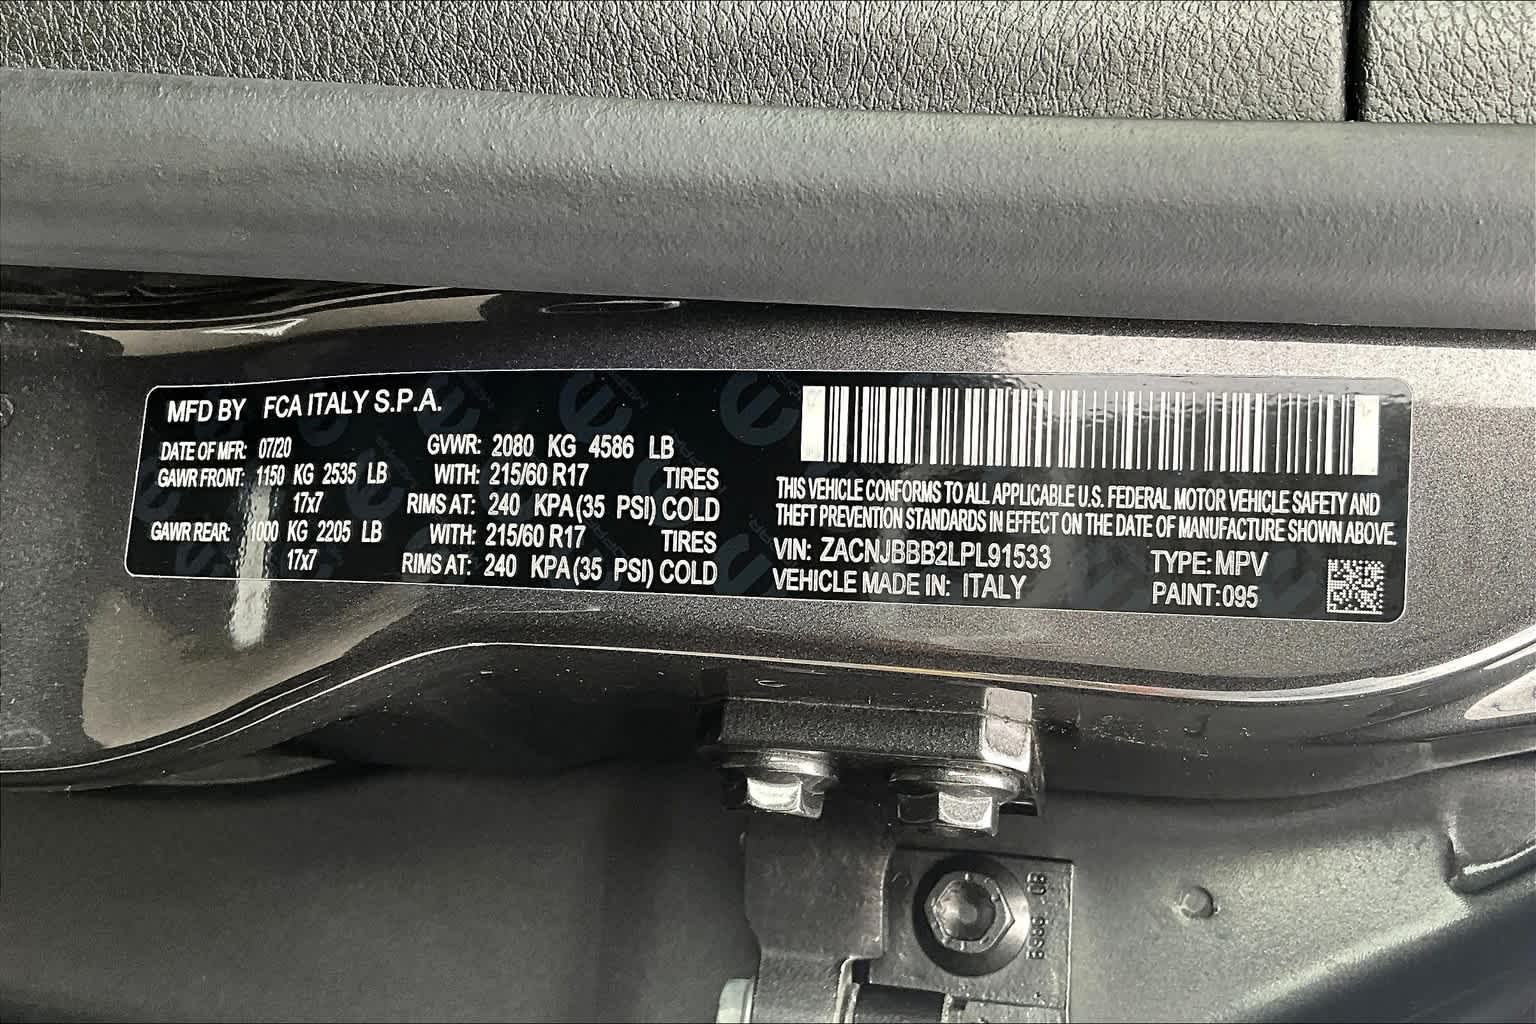 MFD BY FCA ITALY S.P.A.
DATE OF MFR: 07/20 GVWR: 2080 KG 4586 LB
GAWR FRONT: 1150 KG 2535 LB WITH: 215/60 R17 TIRES
17x7 RIMS AT: 240 KPA (35 PSI) COLD
GAWR REAR: 1000 KG 2205 LB WITH: 215/60 R17 TIRES
17x7 RIMS AT: 240 KPA (35 PSI) COLD
THIS VEHICLE CONFORMS TO ALL APPLICABLE U.S. FEDERAL MOTOR VEHICLE SAFETY AND
THEFT PREVENTION STANDARDS IN EFFECT ON THE DATE OF MANUFACTURE SHOWN ABOVE.
VIN: ZACNJBBB2LPL91533 TYPE: MPV
VEHICLE MADE IN: ITALY PAINT: 095